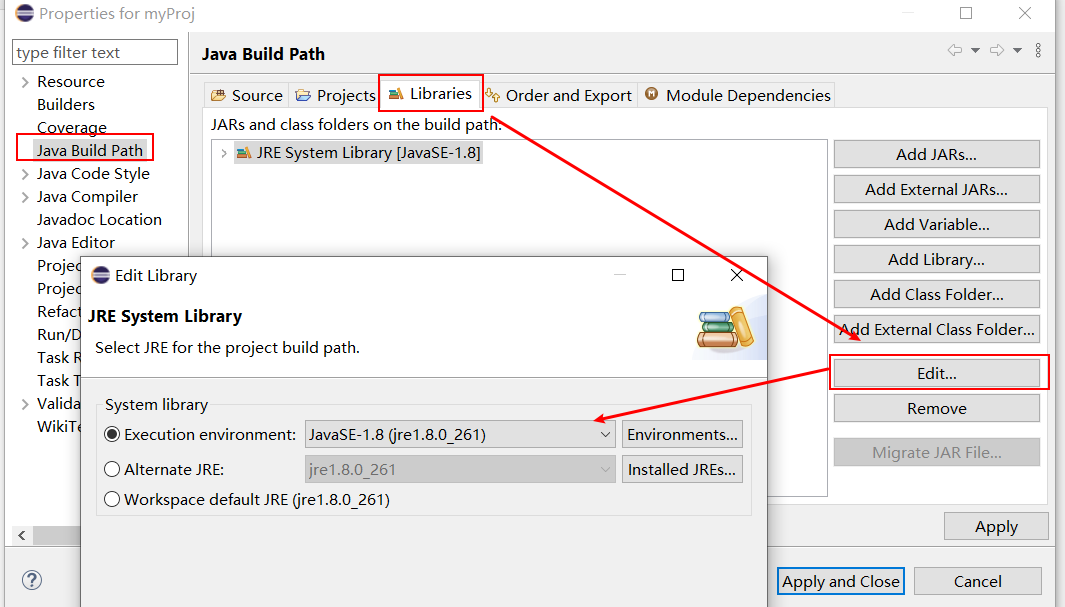 Properties for myProj
type filter text
Resource
Builders
Coverage
Java Build Path
Java Code Style
Java Compiler
Javadoc Location
Java Editor
Projec
Projec
Refact
Run/D
Task R
Task T
Valida
WikiTe
Java Build Path
Source Projects Libraries Order and Export Module Dependencies
JARs and class folders on the build path:
JRE System Library [JavaSE-1.8]
Add JARs...
Add External JARs...
Add Variable...
Add Library...
Add Class Folder...
Add External Class Folder...
Edit...
Remove
Migrate JAR File...
Apply
Apply and Close Cancel
Edit Library
JRE System Library
Select JRE for the project build path.
System library
Execution environment: JavaSE-1.8 (jre1.8.0_261) Environments...
Alternate JRE: jre1.8.0_261 Installed JREs...
Workspace default JRE (jre1.8.0_261)